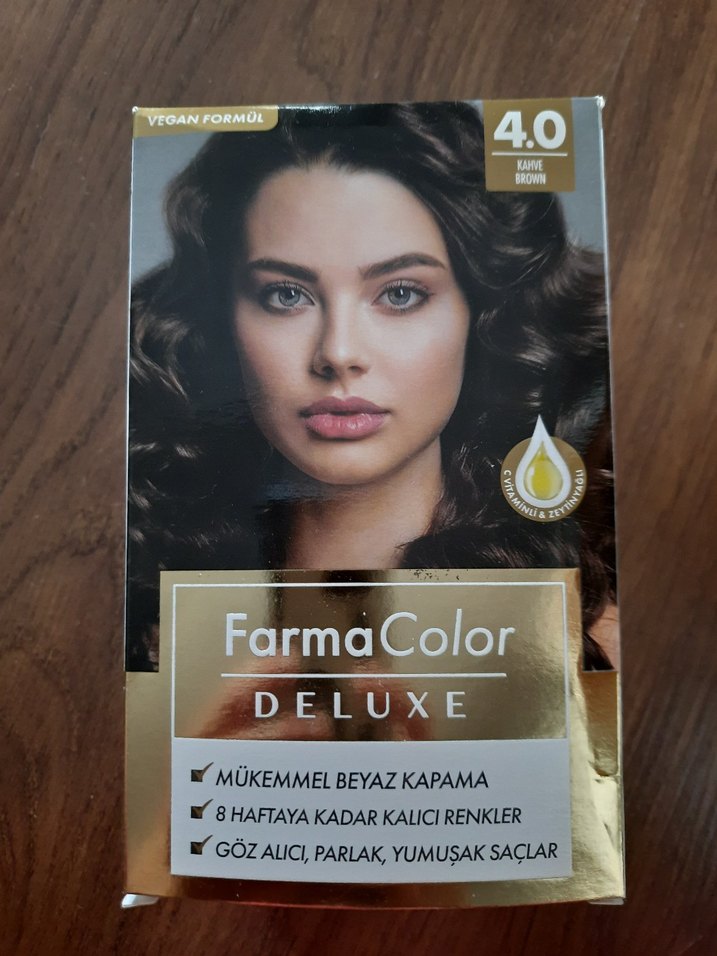 VEGAN FORMÜL
4.0
KAHVE
BROWN
C VİTAMİNLİ & ZEYTİNYAĞLI
FarmaColor
DELUXE
MÜKEMMEL BEYAZ KAPAMA
8 HAFTAYA KADAR KALICI RENKLER
GÖZ ALICI, PARLAK, YUMUŞAK SAÇLAR